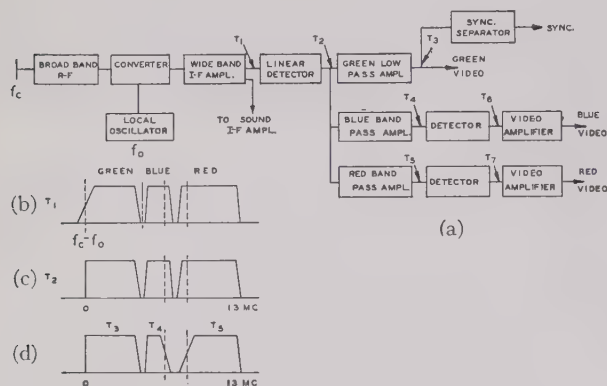 SYNC.
SEPARATOR
SYNC.
T₁
T₂
T₃
BROAD BAND
R-F
CONVERTER
WIDE BAND
I-F AMPL.
LINEAR
DETECTOR
GREEN LOW
PASS AMPL
GREEN
VIDEO
f_c
LOCAL
OSCILLATOR
f_o
TO SOUND
I-F AMPL.
T₄
T₆
BLUE BAND
PASS AMPL.
DETECTOR
VIDEO
AMPLIFIER
BLUE
VIDEO
T₅
T₇
RED BAND
PASS AMPL.
DETECTOR
VIDEO
AMPLIFIER
RED
VIDEO
(a)
GREEN BLUE RED
(b) T₁
f_c-f_o
(c) T₂
0 13 MC
(d) T₃ T₄ T₅
0 13 MC